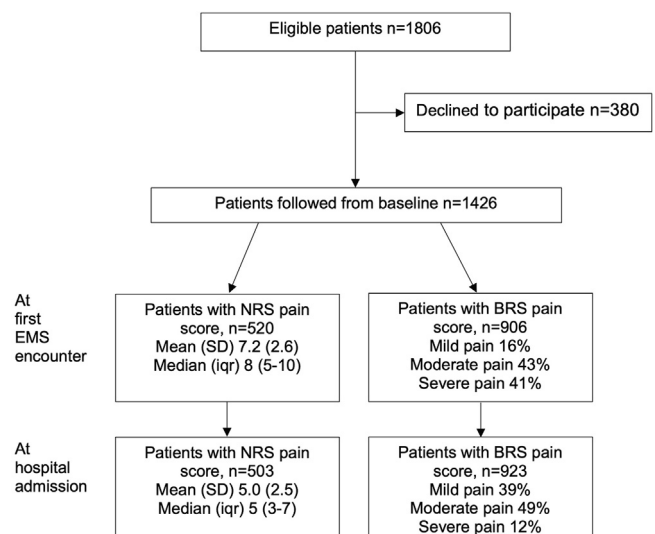 Eligible patients n=1806
Declined to participate n=380
Patients followed from baseline n=1426
At
first
EMS
encounter
Patients with NRS pain
score, n=520
Mean (SD) 7.2 (2.6)
Median (iqr) 8 (5-10)
Patients with BRS pain
score, n=906
Mild pain 16%
Moderate pain 43%
Severe pain 41%
At
hospital
admission
Patients with NRS pain
score, n=503
Mean (SD) 5.0 (2.5)
Median (iqr) 5 (3-7)
Patients with BRS pain
score, n=923
Mild pain 39%
Moderate pain 49%
Severe pain 12%